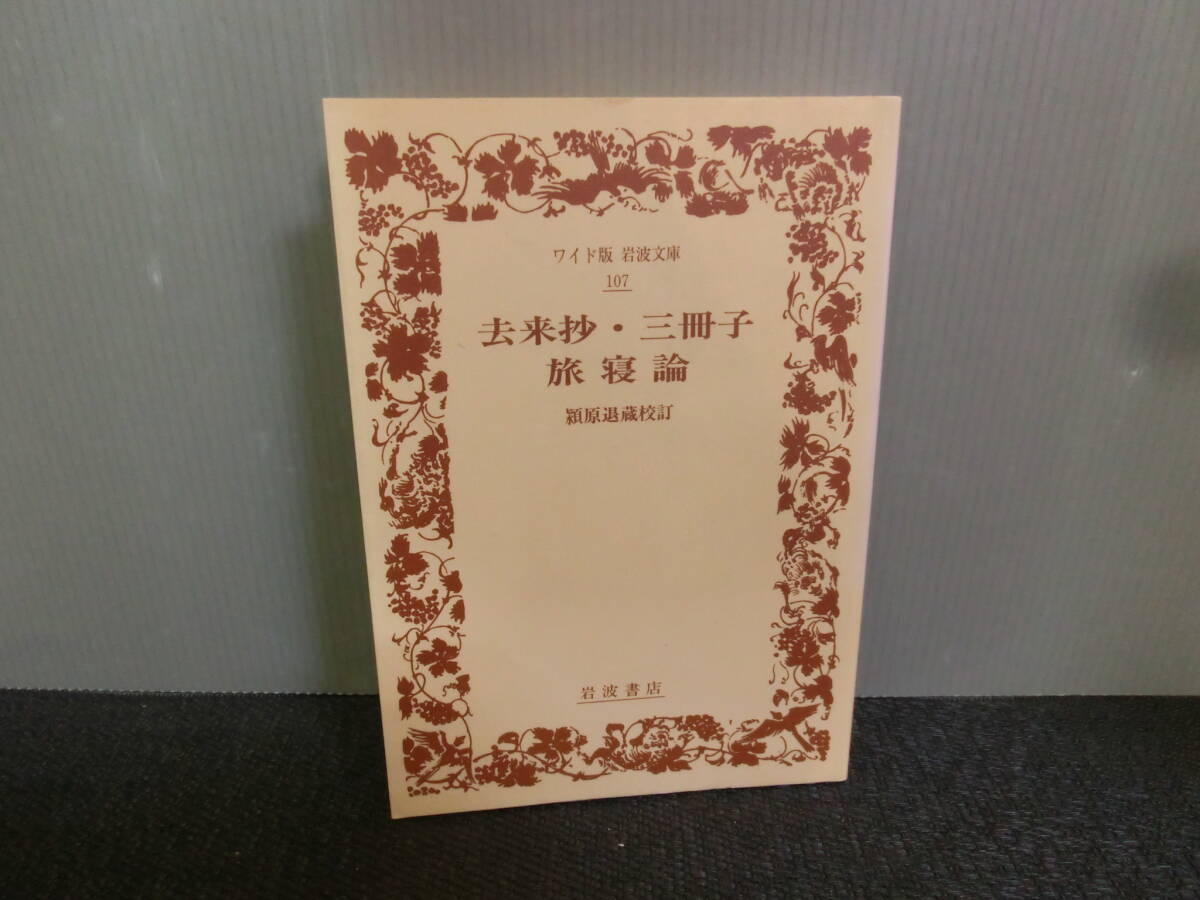 ワイド版 岩波文庫
107
去来抄・三冊子
旅寝論
潁原退蔵校訂
岩波書店